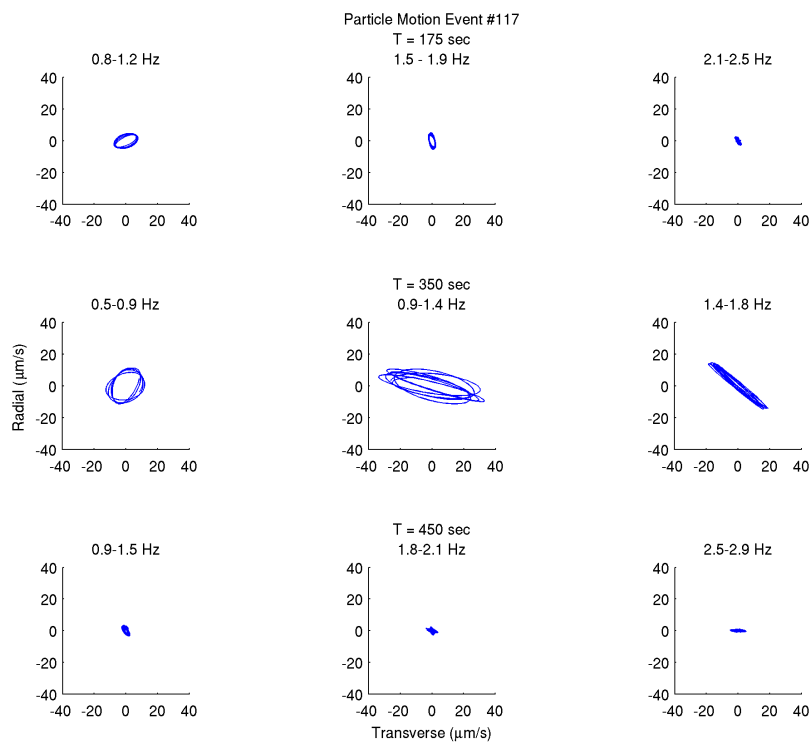 Particle Motion Event #117
T = 175 sec
0.8-1.2 Hz 1.5 - 1.9 Hz 2.1-2.5 Hz
40 40 40
20 20 20
0 0 0
-20 -20 -20
-40 -40 -40
-40 -20 0 20 40 -40 -20 0 20 40 -40 -20 0 20 40
T = 350 sec
0.5-0.9 Hz 0.9-1.4 Hz 1.4-1.8 Hz
40 40 40
20 20 20
Radial (μm/s)
0 0 0
-20 -20 -20
-40 -40 -40
-40 -20 0 20 40 -40 -20 0 20 40 -40 -20 0 20 40
T = 450 sec
0.9-1.5 Hz 1.8-2.1 Hz 2.5-2.9 Hz
40 40 40
20 20 20
0 0 0
-20 -20 -20
-40 -40 -40
-40 -20 0 20 40 -40 -20 0 20 40 -40 -20 0 20 40
Transverse (μm/s)